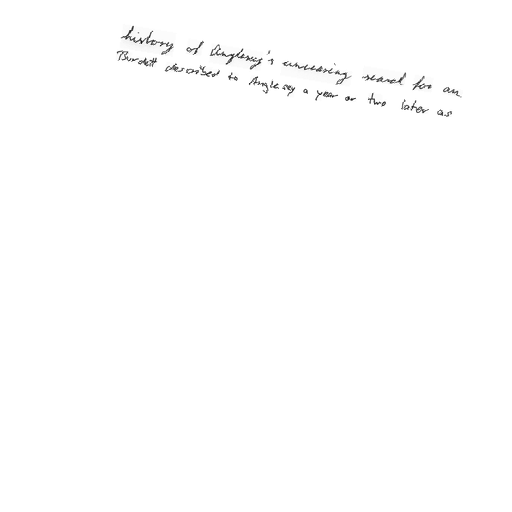 history of Anglesey's unceasing search for an
Burdett described to Anglesey a year or two later as